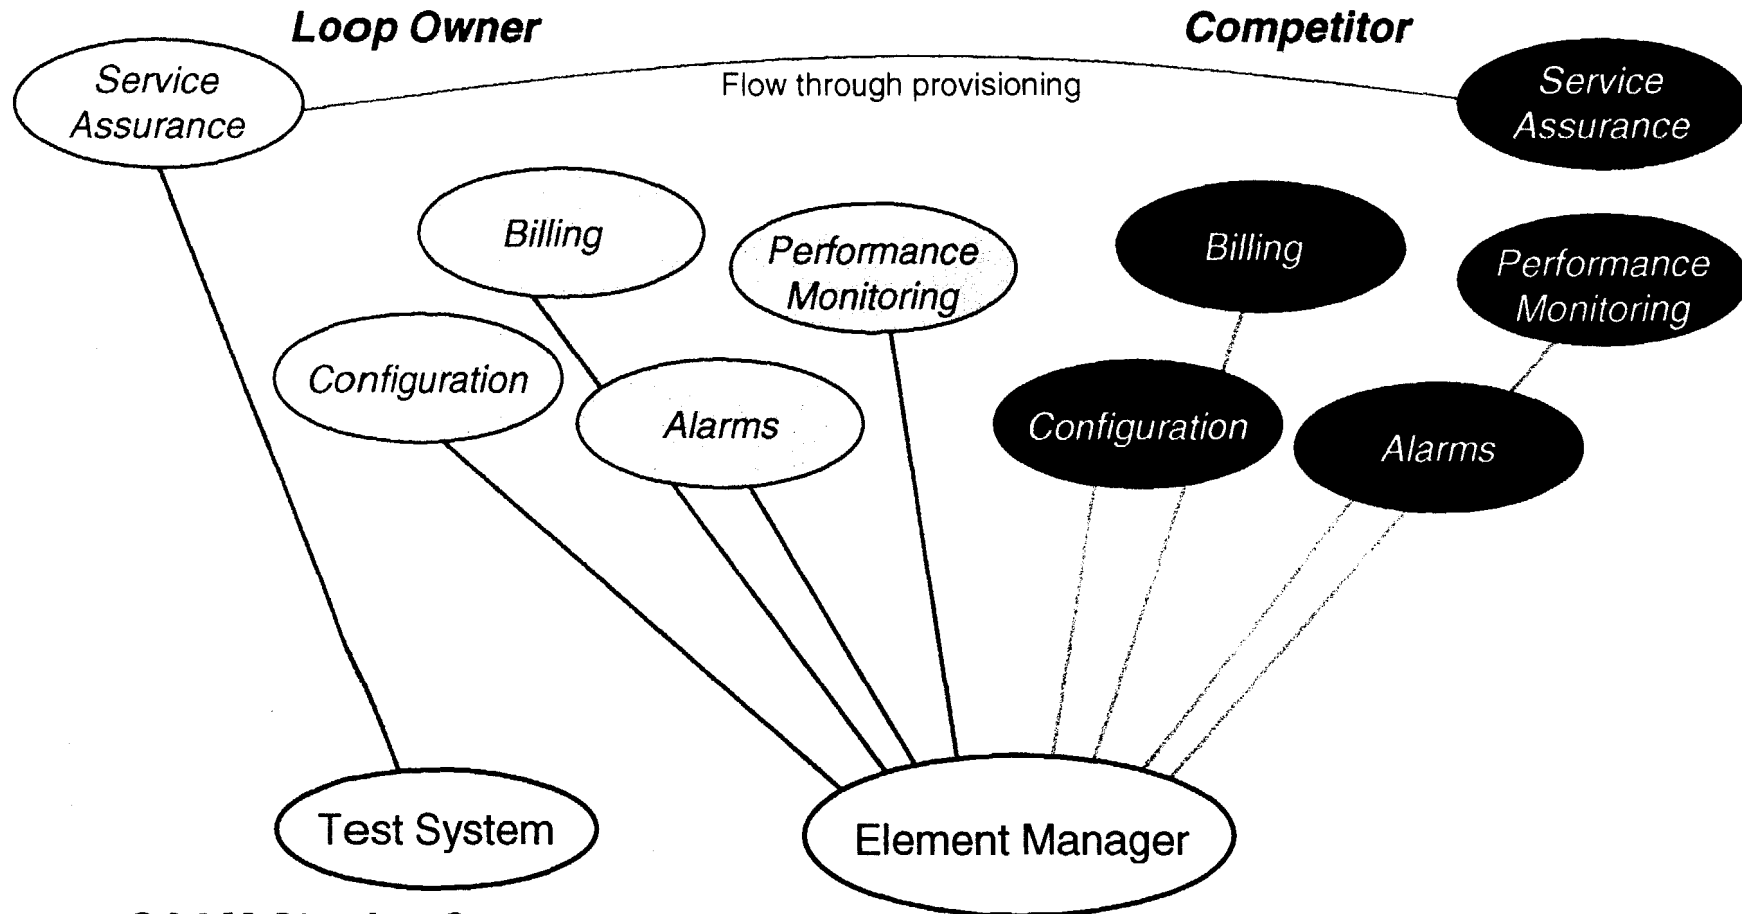 Loop Owner
Competitor
Service
Assurance
Flow through provisioning
Service
Assurance
Billing
Performance
Monitoring
Billing
Performance
Monitoring
Configuration
Alarms
Configuration
Alarms
Test System
Element Manager